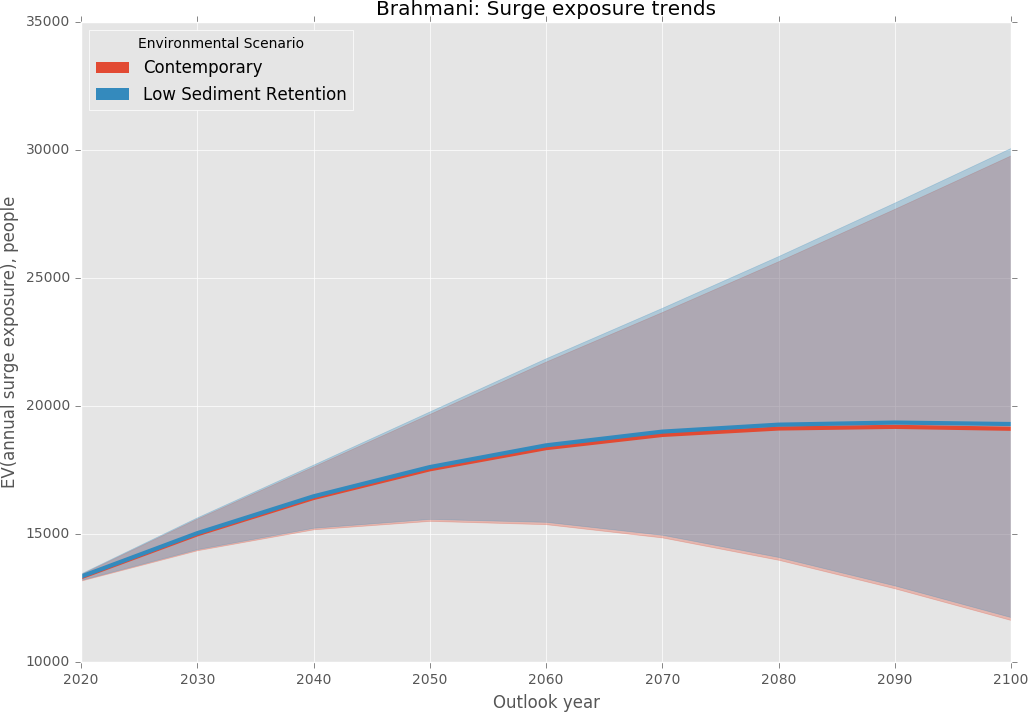 Brahmani: Surge exposure trends
35000
30000
25000
20000
15000
10000
EV(annual surge exposure), people
Environmental Scenario
Contemporary
Low Sediment Retention
2020 2030 2040 2050 2060 2070 2080 2090 2100
Outlook year